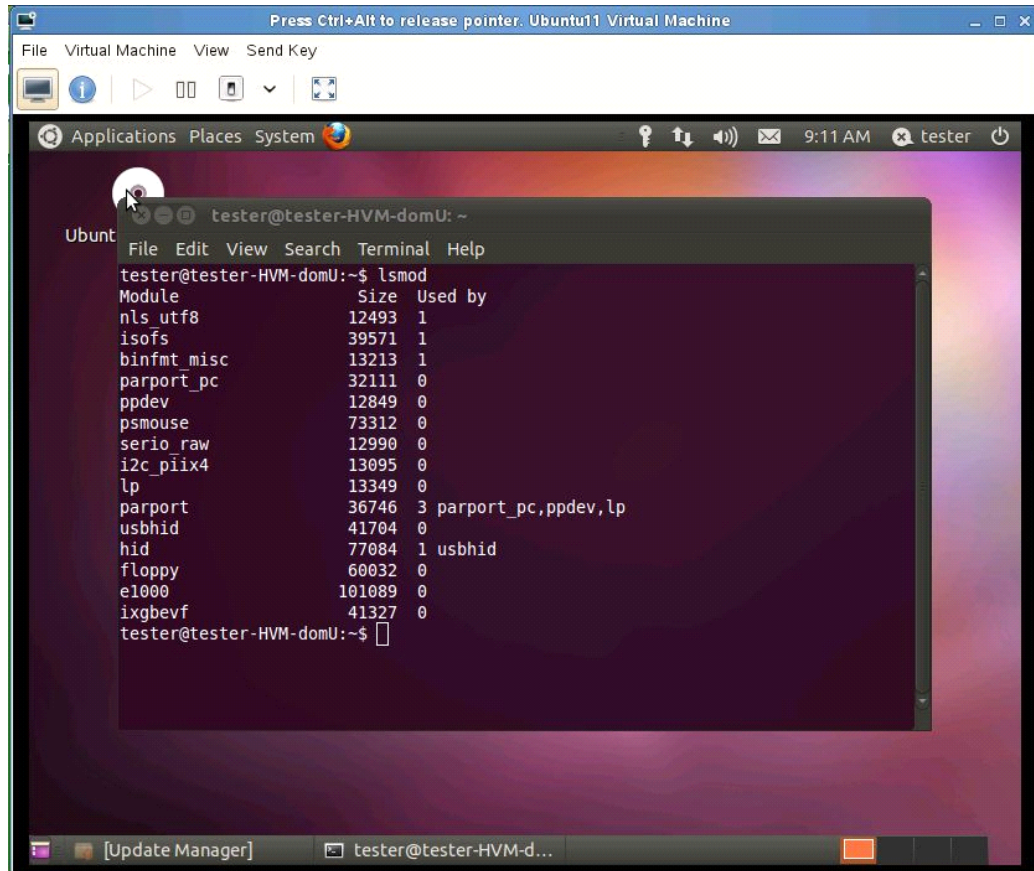 Press Ctrl+Alt to release pointer. Ubuntu11 Virtual Machine
File Virtual Machine View Send Key
Applications Places System 9:11 AM tester
Ubunt
tester@tester-HVM-domU: ~
File Edit View Search Terminal Help
tester@tester-HVM-domU:~$ lsmod
Module Size Used by
nls_utf8 12493 1
isofs 39571 1
binfmt_misc 13213 1
parport_pc 32111 0
ppdev 12849 0
psmouse 73312 0
serio_raw 12990 0
i2c_piix4 13095 0
lp 13349 0
parport 36746 3 parport_pc,ppdev,lp
usbhid 41704 0
hid 77084 1 usbhid
floppy 60032 0
e1000 101089 0
ixgbevf 41327 0
tester@tester-HVM-domU:~$
[Update Manager] tester@tester-HVM-d...